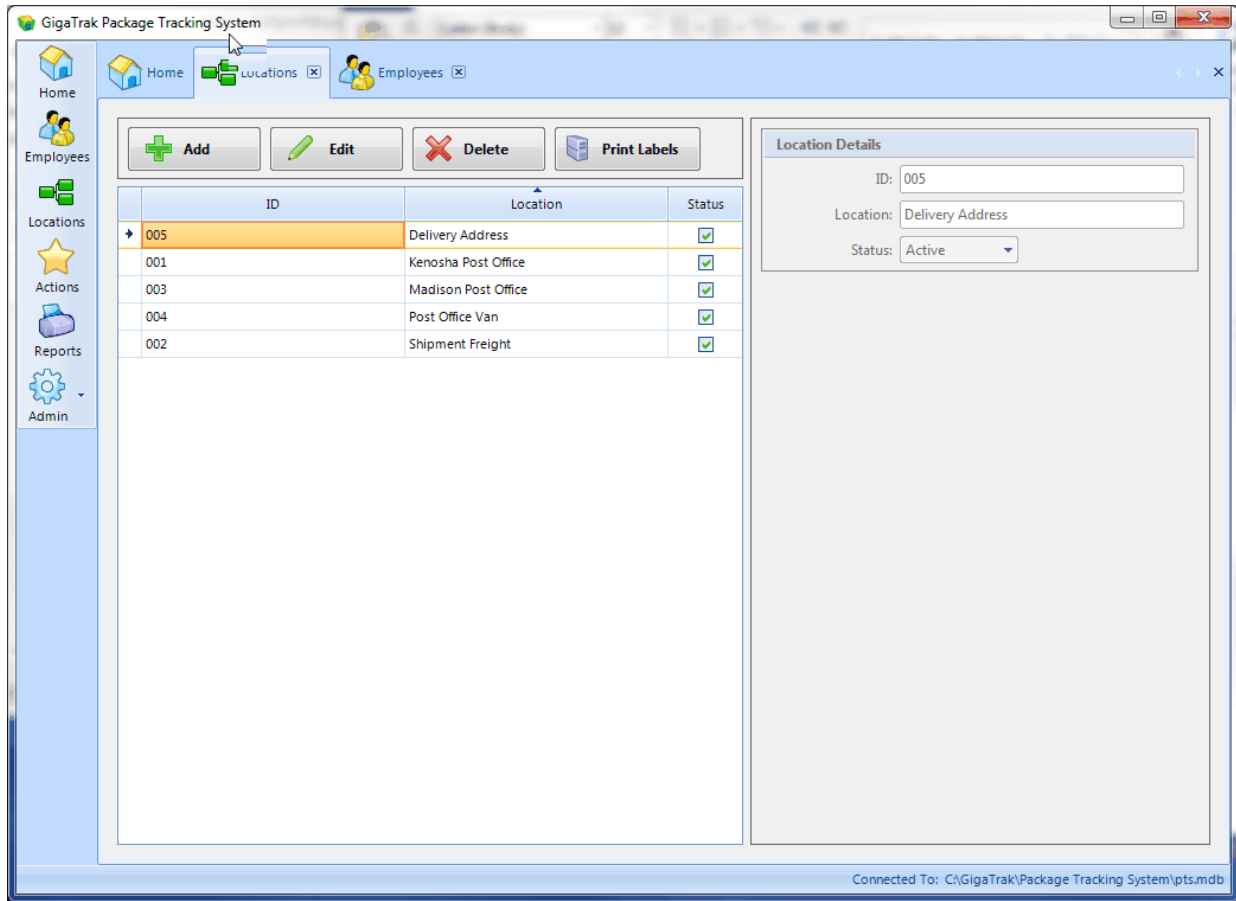 GigaTrak Package Tracking System
Home
Employees
Locations
Actions
Reports
Admin
Home Locations Employees
Add Edit Delete Print Labels
ID Location Status
005 Delivery Address
001 Kenosha Post Office
003 Madison Post Office
004 Post Office Van
002 Shipment Freight
Location Details
ID: 005
Location: Delivery Address
Status: Active
Connected To: C:\GigaTrak\Package Tracking System\pts.mdb